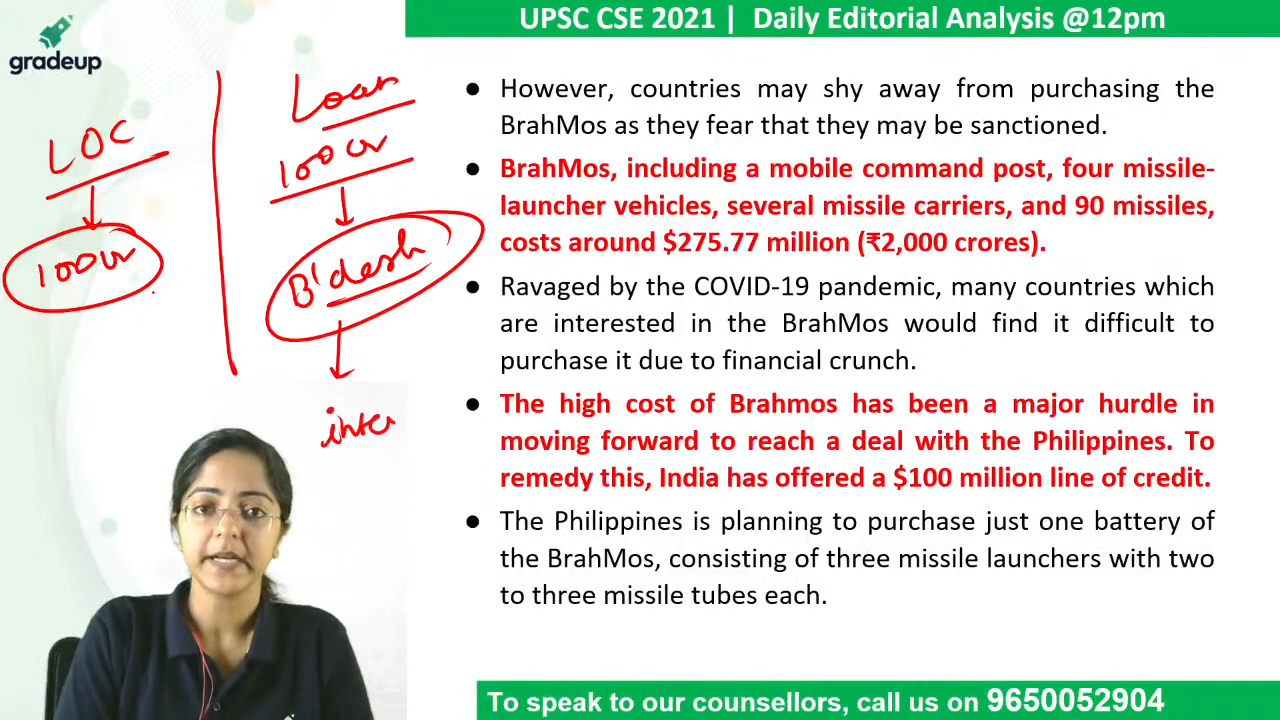 UPSC CSE 2021 | Daily Editorial Analysis @12pm
gradeup
LOC
100 cr
Loan
100 cr
B'desh
inte
● However, countries may shy away from purchasing the
BrahMos as they fear that they may be sanctioned.
● BrahMos, including a mobile command post, four missile-
launcher vehicles, several missile carriers, and 90 missiles,
costs around $275.77 million (₹2,000 crores).
● Ravaged by the COVID-19 pandemic, many countries which
are interested in the BrahMos would find it difficult to
purchase it due to financial crunch.
● The high cost of Brahmos has been a major hurdle in
moving forward to reach a deal with the Philippines. To
remedy this, India has offered a $100 million line of credit.
● The Philippines is planning to purchase just one battery of
the BrahMos, consisting of three missile launchers with two
to three missile tubes each.
To speak to our counsellors, call us on 9650052904